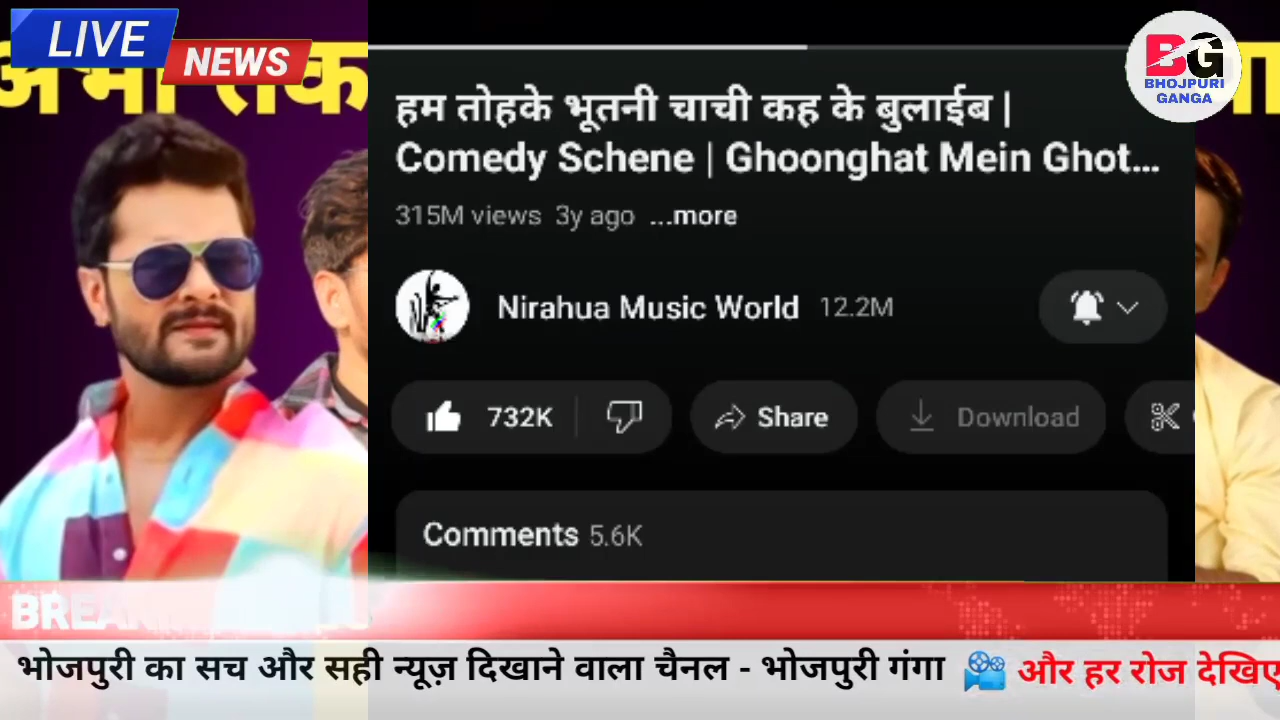 LIVE
NEWS
BG
BHOJPURI
GANGA
हम तोहके भूतनी चाची कह के बुलाईब |
Comedy Schene | Ghoonghat Mein Ghot...
315M views 3y ago ...more
Nirahua Music World 12.2M
732K Share Download
Comments 5.6K
भोजपुरी का सच और सही न्यूज़ दिखाने वाला चैनल - भोजपुरी गंगा 🎥 और हर रोज देखिए